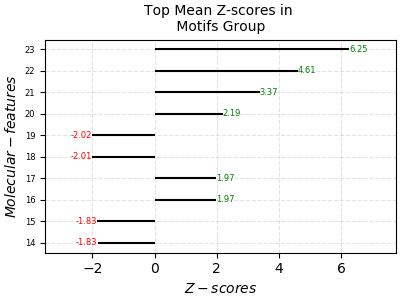 Top Mean Z-scores in
Motifs Group
23 6.25
22 4.61
21 3.37
20 2.19
19 -2.02
18 -2.01
17 1.97
16 1.97
15 -1.83
14 -1.83
−2 0 2 4 6
Z − scores
Molecular − features